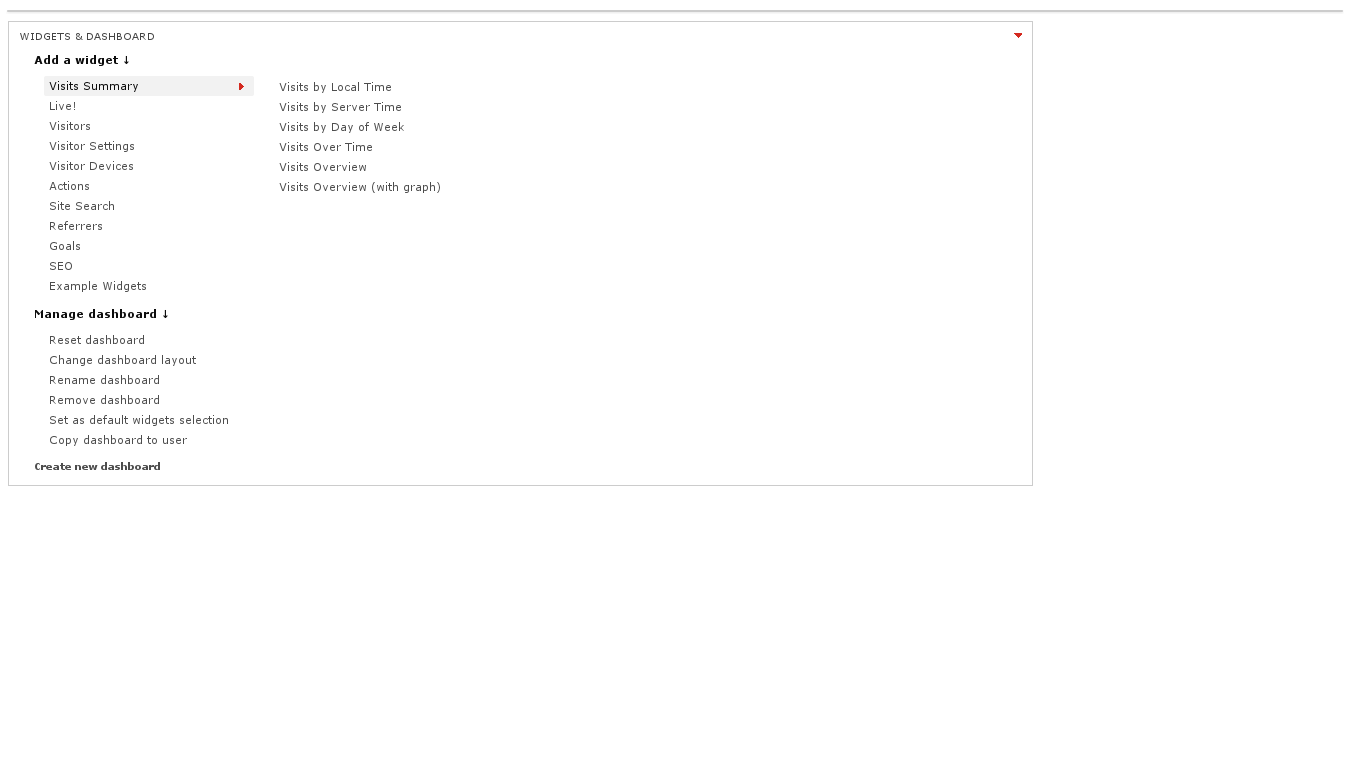 WIDGETS & DASHBOARD
Add a widget ↓
Visits Summary
Live!
Visitors
Visitor Settings
Visitor Devices
Actions
Site Search
Referrers
Goals
SEO
Example Widgets
Visits by Local Time
Visits by Server Time
Visits by Day of Week
Visits Over Time
Visits Overview
Visits Overview (with graph)
Manage dashboard ↓
Reset dashboard
Change dashboard layout
Rename dashboard
Remove dashboard
Set as default widgets selection
Copy dashboard to user
Create new dashboard